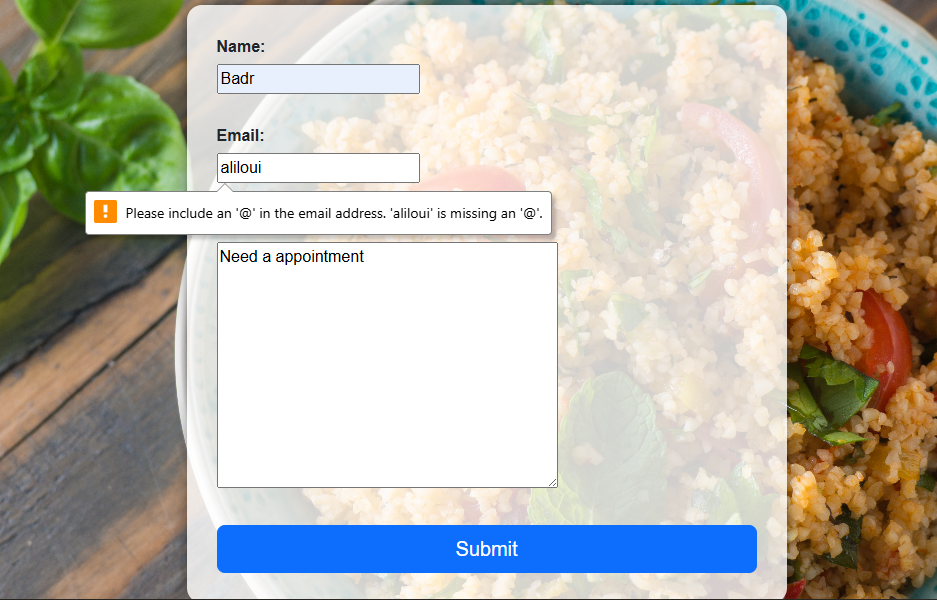 Name:
Badr
Email:
aliloui
Please include an '@' in the email address. 'aliloui' is missing an '@'.
Need a appointment
Submit